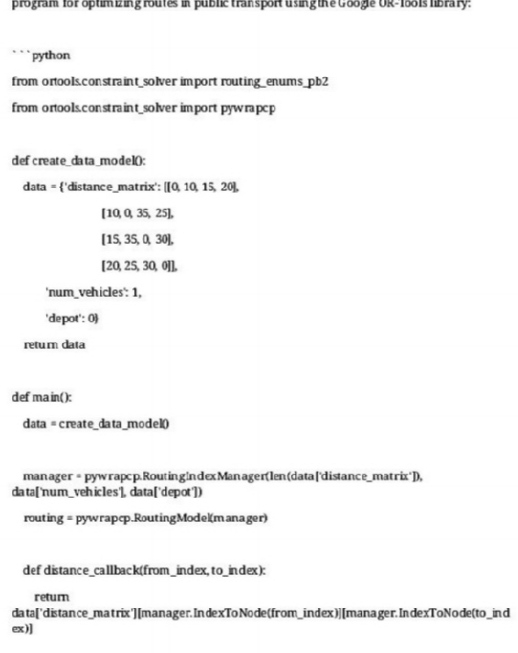 program for optimizing routes in public transport using the Google OR-Tools library:
```python
from ortools.constraint_solver import routing_enums_pb2
from ortools.constraint_solver import pywrapcp
def create_data_model():
data = {'distance_matrix': [[0, 10, 15, 20],
[10, 0, 35, 25],
[15, 35, 0, 30],
[20, 25, 30, 0]],
'num_vehicles': 1,
'depot': 0}
return data
def main():
data = create_data_model()
manager = pywrapcp.RoutingIndexManager(len(data['distance_matrix']),
data['num_vehicles'], data['depot'])
routing = pywrapcp.RoutingModel(manager)
def distance_callback(from_index, to_index):
return
data['distance_matrix'][manager.IndexToNode(from_index)][manager.IndexToNode(to_ind
ex)]